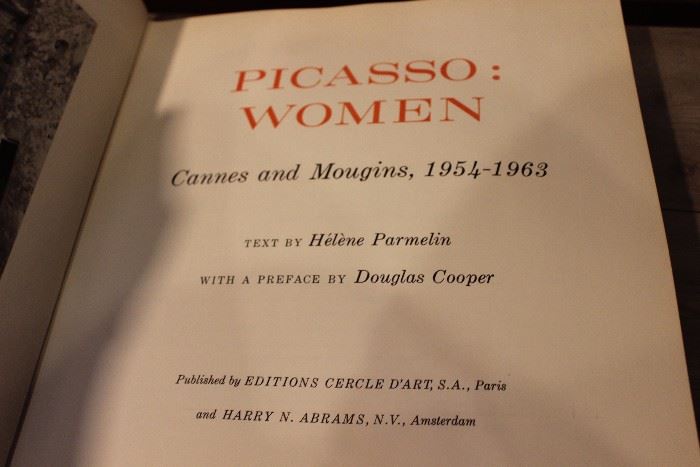 PICASSO:
WOMEN
Cannes and Mougins, 1954-1963
TEXT BY Hélène Parmelin
WITH A PREFACE BY Douglas Cooper
Published by EDITIONS CERCLE D'ART, S.A., Paris
and HARRY N. ABRAMS, N.V., Amsterdam